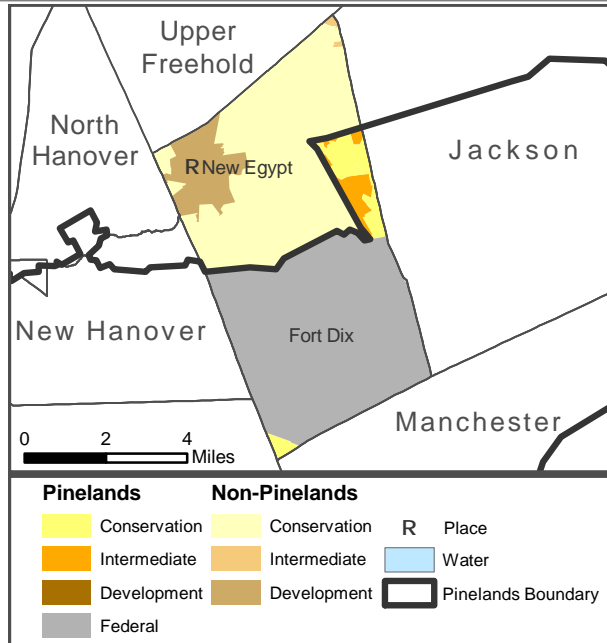 Upper
Freehold
North
Hanover
R New Egypt
Jackson
New Hanover
Fort Dix
Manchester
0 2 4
Miles
Pinelands Non-Pinelands
Conservation Conservation R Place
Intermediate Intermediate Water
Development Development Pinelands Boundary
Federal